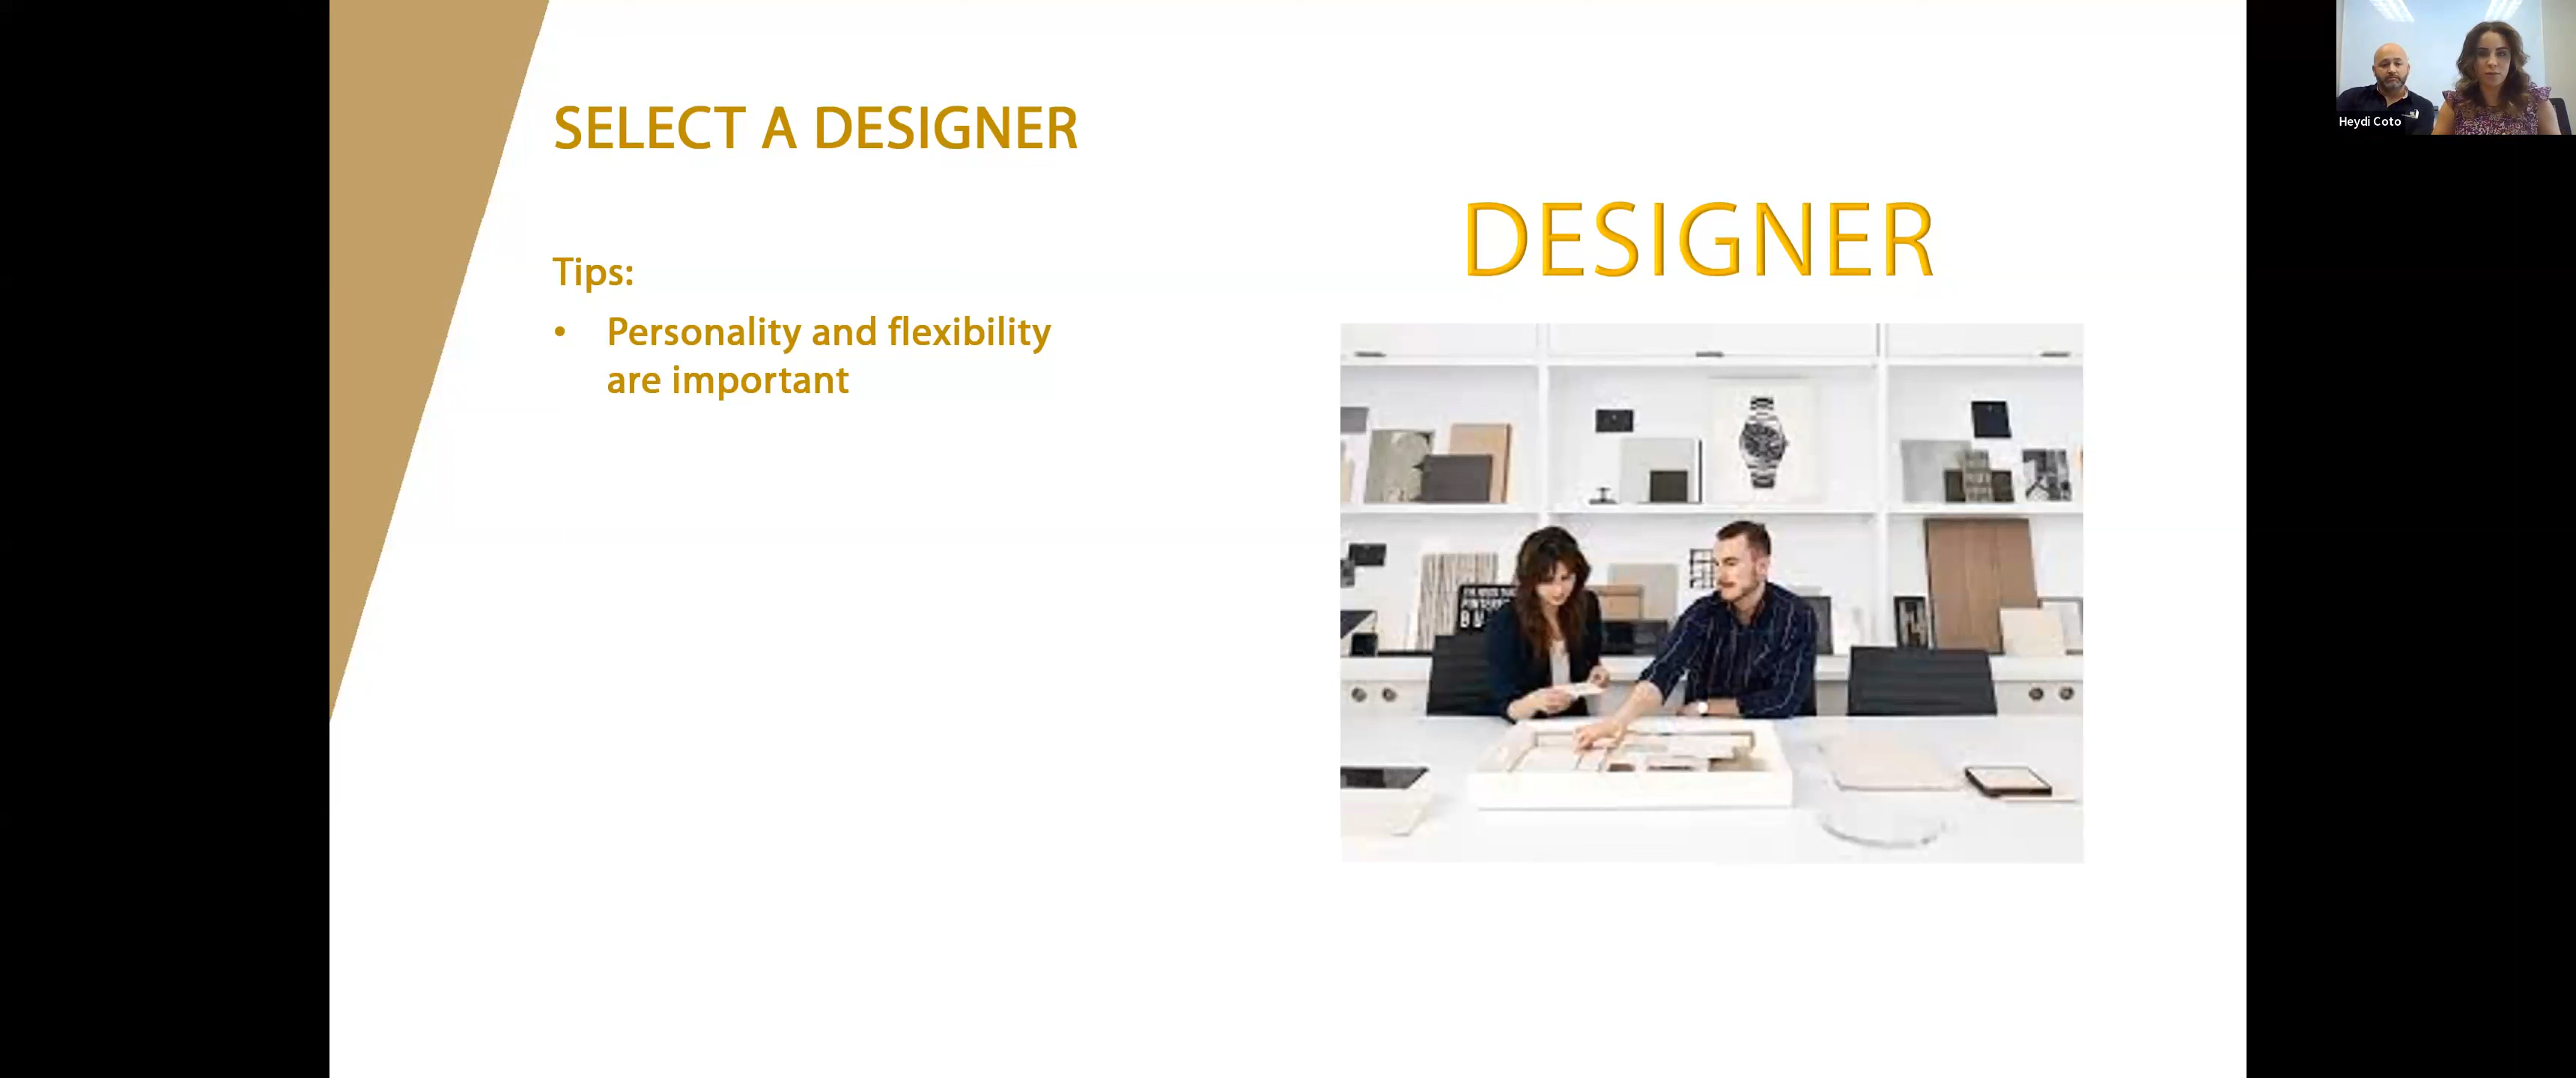 SELECT A DESIGNER
Tips:
• Personality and flexibility
are important
DESIGNER
Heydi Coto